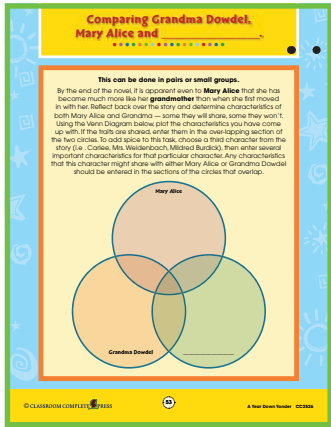 Comparing Grandma Dowdel,
Mary Alice and ____________________.
This can be done in pairs or small groups.
By the end of the novel, it is apparent even to Mary Alice that she has
become much more like her grandmother than when she first moved
in with her. Reflect back over the story and determine characteristics of
both Mary Alice and Grandma — some they will share, some they won't.
Using the Venn Diagram below, plot the characteristics you have come
up with. If the traits are shared, enter them in the over-lapping section of
the two circles. To add spice to this task, choose a third character from the
story (i.e. Carlee, Mrs. Weidenbach, Mildred Burdick), then enter several
important characteristics for that particular character. Any characteristics
that this character might share with either Mary Alice or Grandma Dowdel
should be entered in the sections of the circles that overlap.
Mary Alice
Grandma Dowdel
© CLASSROOM COMPLETE PRESS
53
A Year Down Yonder CC2526